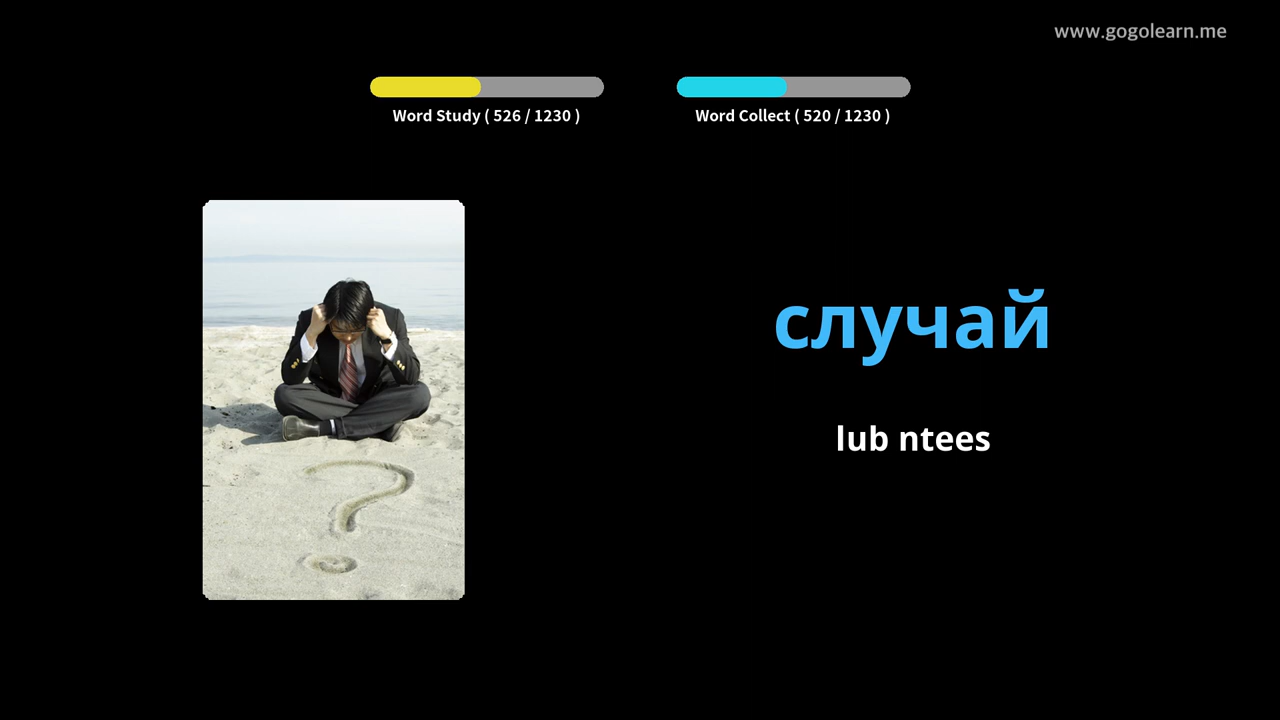 www.gogolearn.me
Word Study ( 526 / 1230 )
Word Collect ( 520 / 1230 )
случай
lub ntees
?